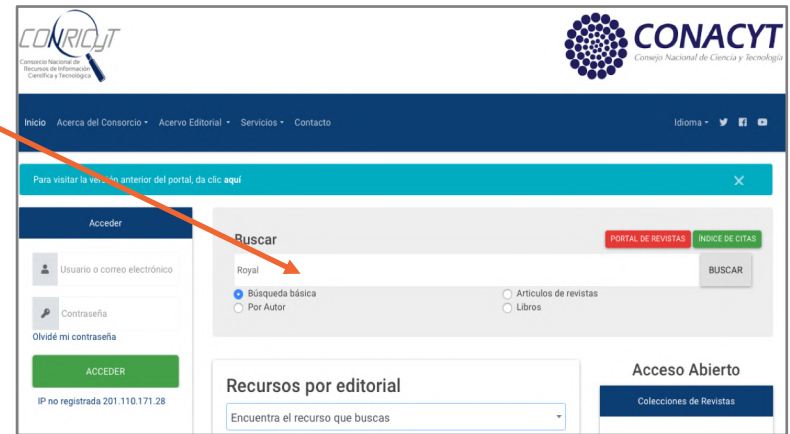 CONRICYT
Consorcio Nacional de
Recursos de Información
Científica y Tecnológica
CONACYT
Consejo Nacional de Ciencia y Tecnología
Inicio Acerca del Consorcio Acervo Editorial Servicios Contacto Idioma
Para visitar la versión anterior del portal, da clic aquí
Acceder
Usuario o correo electrónico
Contraseña
Olvidé mi contraseña
ACCEDER
IP no registrada 201.110.171.28
Buscar
PORTAL DE REVISTAS ÍNDICE DE CITAS
Royal
BUSCAR
Búsqueda básica Articulos de revistas
Por Autor Libros
Recursos por editorial
Encuentra el recurso que buscas
Acceso Abierto
Colecciones de Revistas